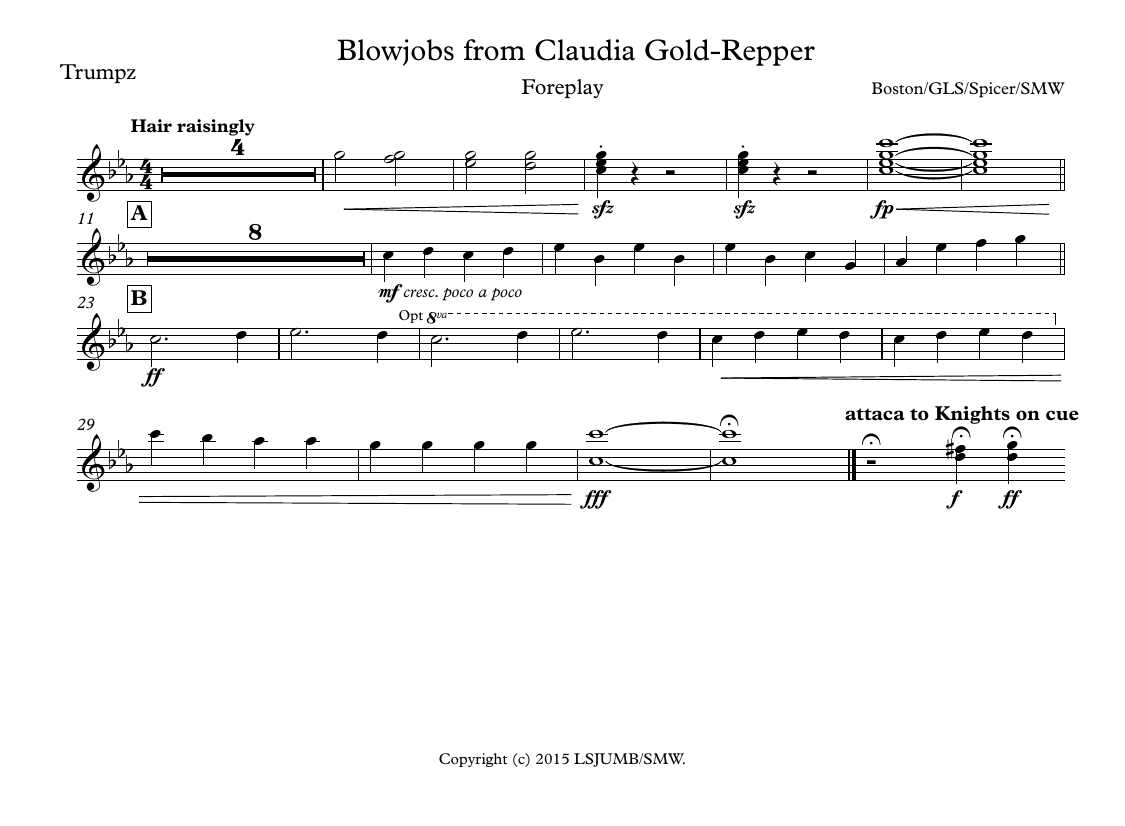 Blowjobs from Claudia Gold-Repper
Trumpz
Foreplay
Boston/GLS/Spicer/SMW
Hair raisingly
4
4
4
sfz
sfz
fp
11
A
8
mf cresc. poco a poco
23
B
Opt 8va
ff
attaca to Knights on cue
29
fff
f
ff
Copyright (c) 2015 LSJUMB/SMW.